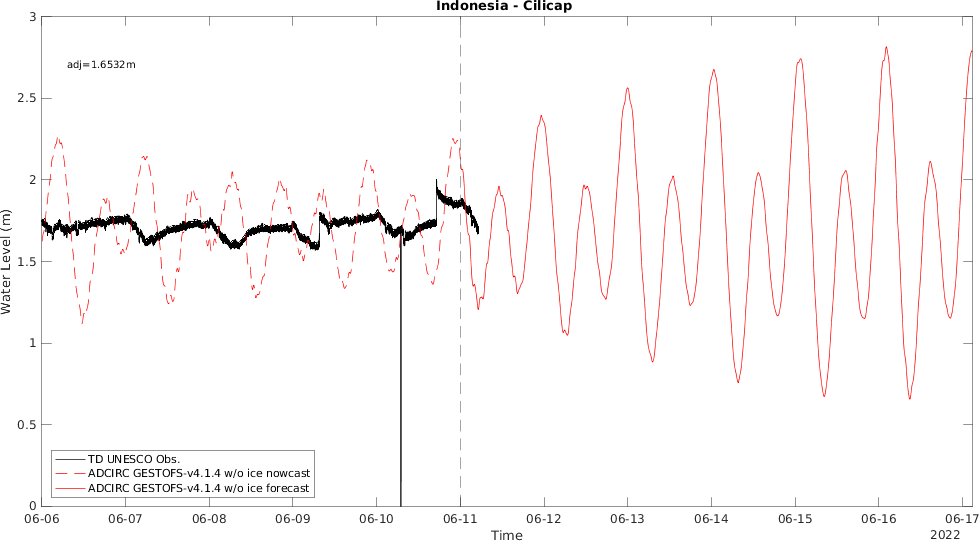 Indonesia - Cilicap
adj=1.6532m
3
2.5
2
1.5
1
0.5
0
Water Level (m)
TD UNESCO Obs.
ADCIRC GESTOFS-v4.1.4 w/o ice nowcast
ADCIRC GESTOFS-v4.1.4 w/o ice forecast
06-06 06-07 06-08 06-09 06-10 06-11 06-12 06-13 06-14 06-15 06-16 06-17
Time
2022